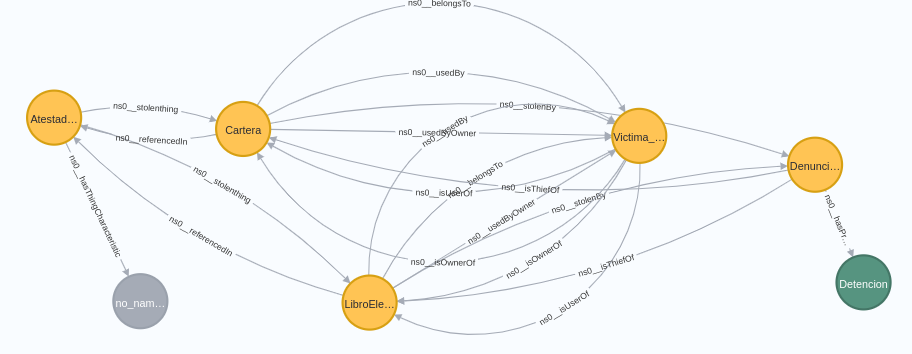 ns0__belongsTo
ns0__usedBy
ns0__stolenthing
ns0__stolenBy
Atestad…
Cartera
ns0__usedBy
ns0__usedByOwner
Victima_…
ns0__referencedIn
Denunci…
ns0__belongsTo
ns0__stolenthing
ns0__isUserOf
ns0__isThiefOf
ns0__hasThingCharacteristic
ns0__stolenBy
ns0__usedByOwner
ns0__hasPr…
ns0__referencedIn
ns0__isOwnerOf
ns0__isOwnerOf
ns0__isThiefOf
Detencion
no_nam…
LibroEle…
ns0__isUserOf